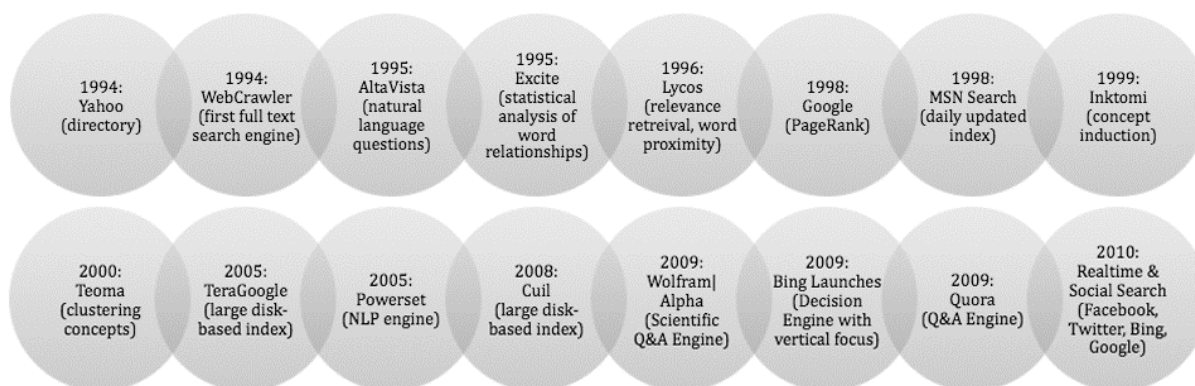 1994:
Yahoo
(directory)
1994:
WebCrawler
(first full text
search engine)
1995:
AltaVista
(natural
language
questions)
1995:
Excite
(statistical
analysis of
word
relationships)
1996:
Lycos
(relevance
retreival, word
proximity)
1998:
Google
(PageRank)
1998:
MSN Search
(daily updated
index)
1999:
Inktomi
(concept
induction)
2000:
Teoma
(clustering
concepts)
2005:
TeraGoogle
(large disk-
based index)
2005:
Powerset
(NLP engine)
2008:
Cuil
(large disk-
based index)
2009:
Wolfram|
Alpha
(Scientific
Q&A Engine)
2009:
Bing Launches
(Decision
Engine with
vertical focus)
2009:
Quora
(Q&A Engine)
2010:
Realtime &
Social Search
(Facebook,
Twitter, Bing,
Google)